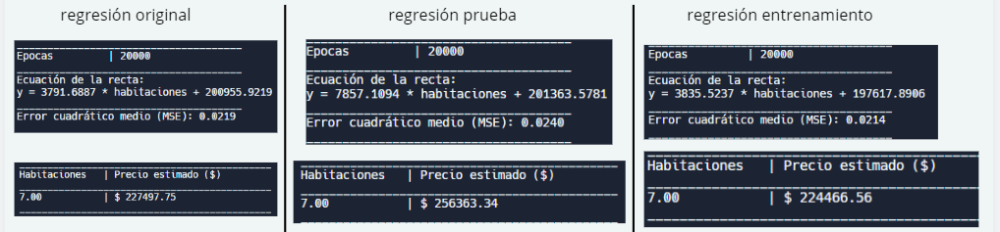 regresión original
Epocas | 20000
Ecuación de la recta:
y = 3791.6887 * habitaciones + 200955.9219
Error cuadrático medio (MSE): 0.0219
Habitaciones | Precio estimado ($)
7.00 | $ 227497.75
regresión prueba
Epocas | 20000
Ecuación de la recta:
y = 7857.1094 * habitaciones + 201363.5781
Error cuadrático medio (MSE): 0.0240
Habitaciones | Precio estimado ($)
7.00 | $ 256363.34
regresión entrenamiento
Epocas | 20000
Ecuación de la recta:
y = 3835.5237 * habitaciones + 197617.8906
Error cuadrático medio (MSE): 0.0214
Habitaciones | Precio estimado ($)
7.00 | $ 224466.56